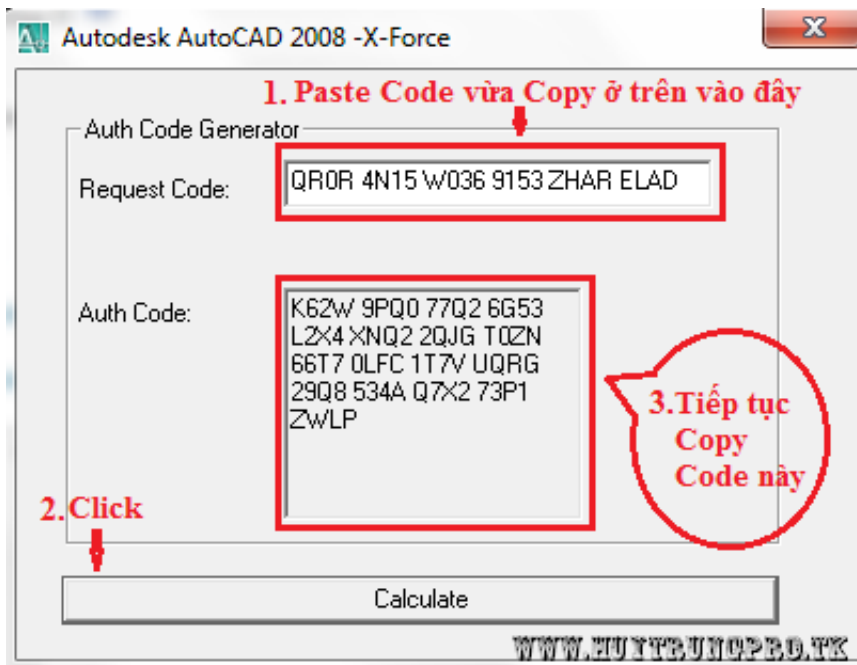 Autodesk AutoCAD 2008 -X-Force
1. Paste Code vừa Copy ở trên vào đây
Auth Code Generator
Request Code:
QR0R 4N15 W036 9153 ZHAR ELAD
Auth Code:
K62W 9PQ0 77Q2 6G53
L2X4 XNQ2 2QJG T0ZN
66T7 0LFC 1T7V UQRG
29Q8 534A Q7X2 73P1
ZWLP
3.Tiếp tục
Copy
Code này
2.Click
Calculate
WWW.HUYTRUNGPRO.TK